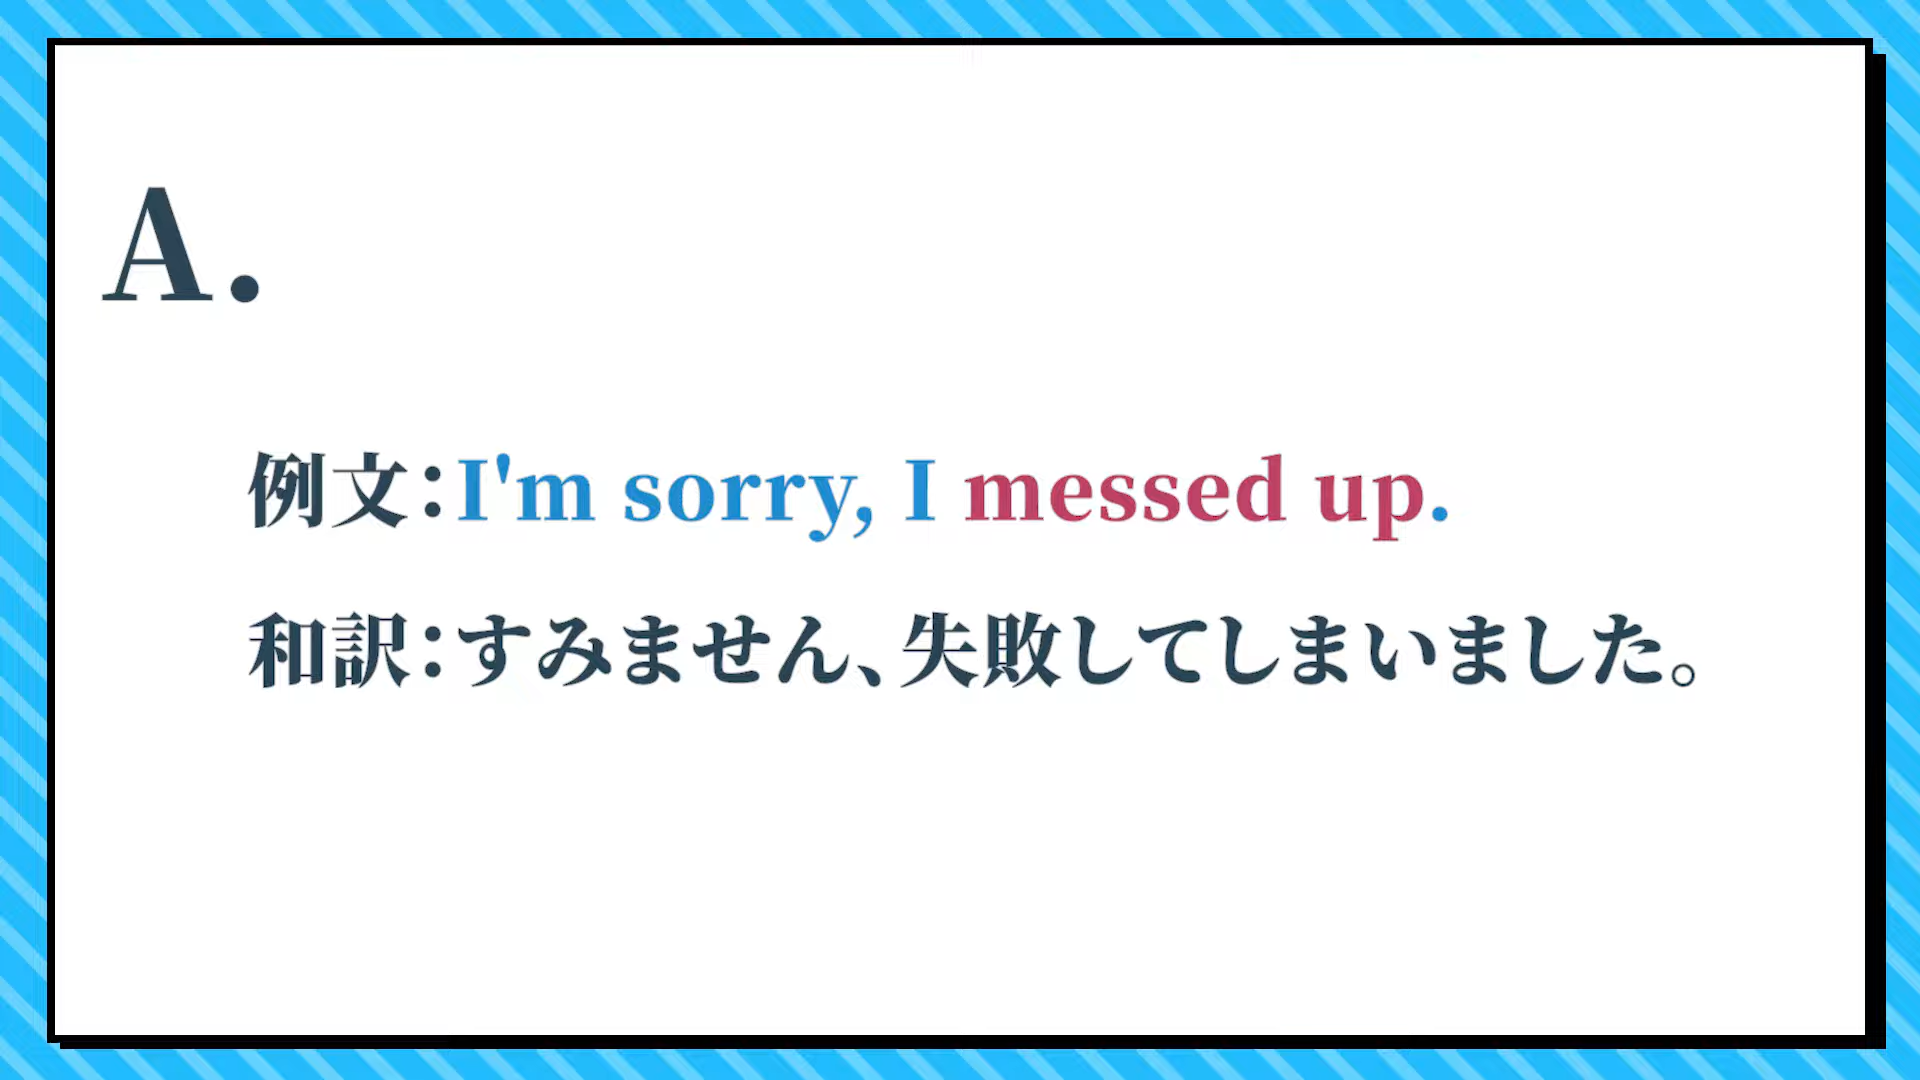 A.
例文：I'm sorry, I messed up.
和訳：すみません、失敗してしまいました。